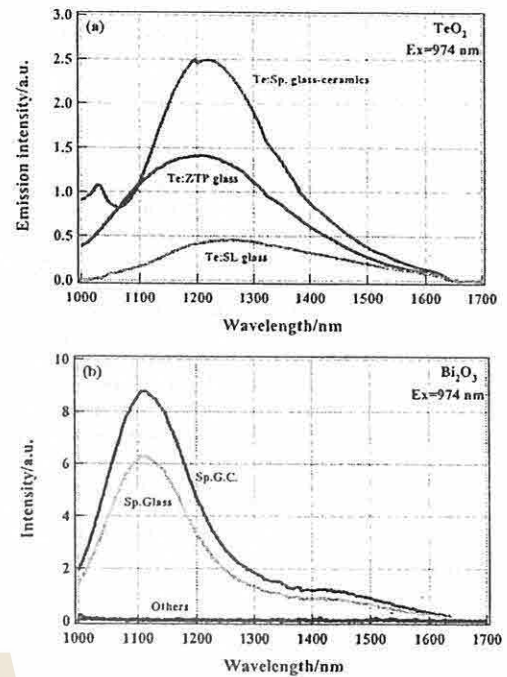 (a)
TeO₂
Ex=974 nm
Te:Sp. glass-ceramics
Te:ZTP glass
Te:SL glass
Emission intensity/a.u.
3.0
2.5
2.0
1.5
1.0
0.5
0.0
1000 1100 1200 1300 1400 1500 1600 1700
Wavelength/nm
(b)
Bi₂O₃
Ex=974 nm
Sp.G.C.
Sp.Glass
Others
Intensity/a.u.
10
8
6
4
2
0
1000 1100 1200 1300 1400 1500 1600 1700
Wavelength/nm